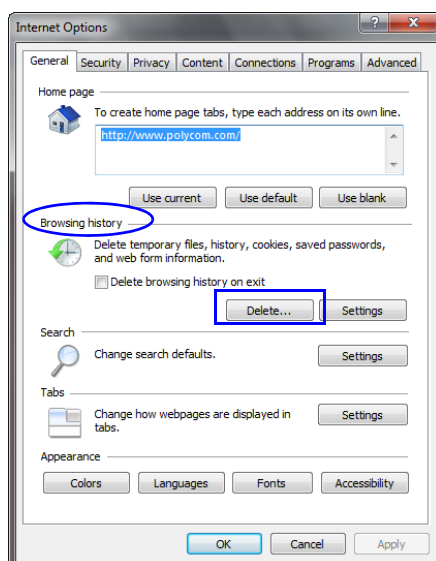 Internet Options
General Security Privacy Content Connections Programs Advanced
Home page
To create home page tabs, type each address on its own line.
http://www.polycom.com/
Use current Use default Use blank
Browsing history
Delete temporary files, history, cookies, saved passwords,
and web form information.
Delete browsing history on exit
Delete... Settings
Search
Change search defaults. Settings
Tabs
Change how webpages are displayed in
tabs.
Settings
Appearance
Colors Languages Fonts Accessibility
OK Cancel Apply